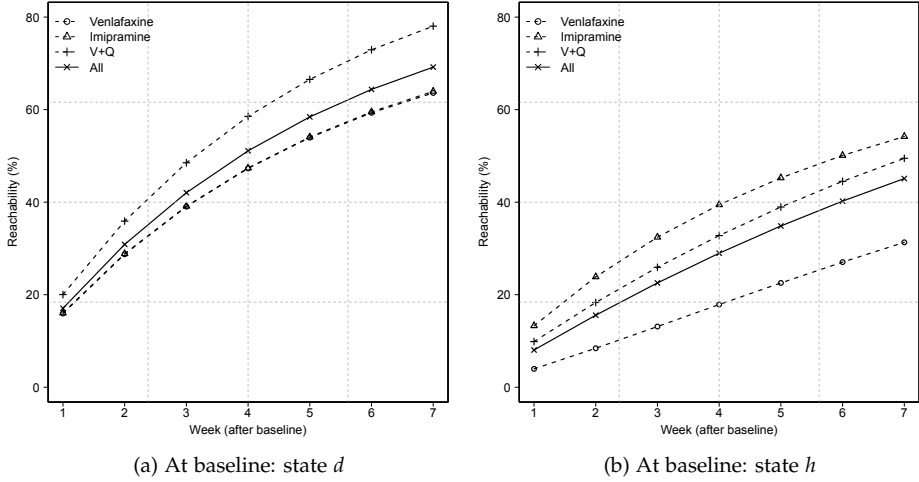 Venlafaxine
Imipramine
V+Q
All
80
60
40
20
0
Reachability (%)
1 2 3 4 5 6 7
Week (after baseline)
(a) At baseline: state d
Venlafaxine
Imipramine
V+Q
All
80
60
40
20
0
Reachability (%)
1 2 3 4 5 6 7
Week (after baseline)
(b) At baseline: state h